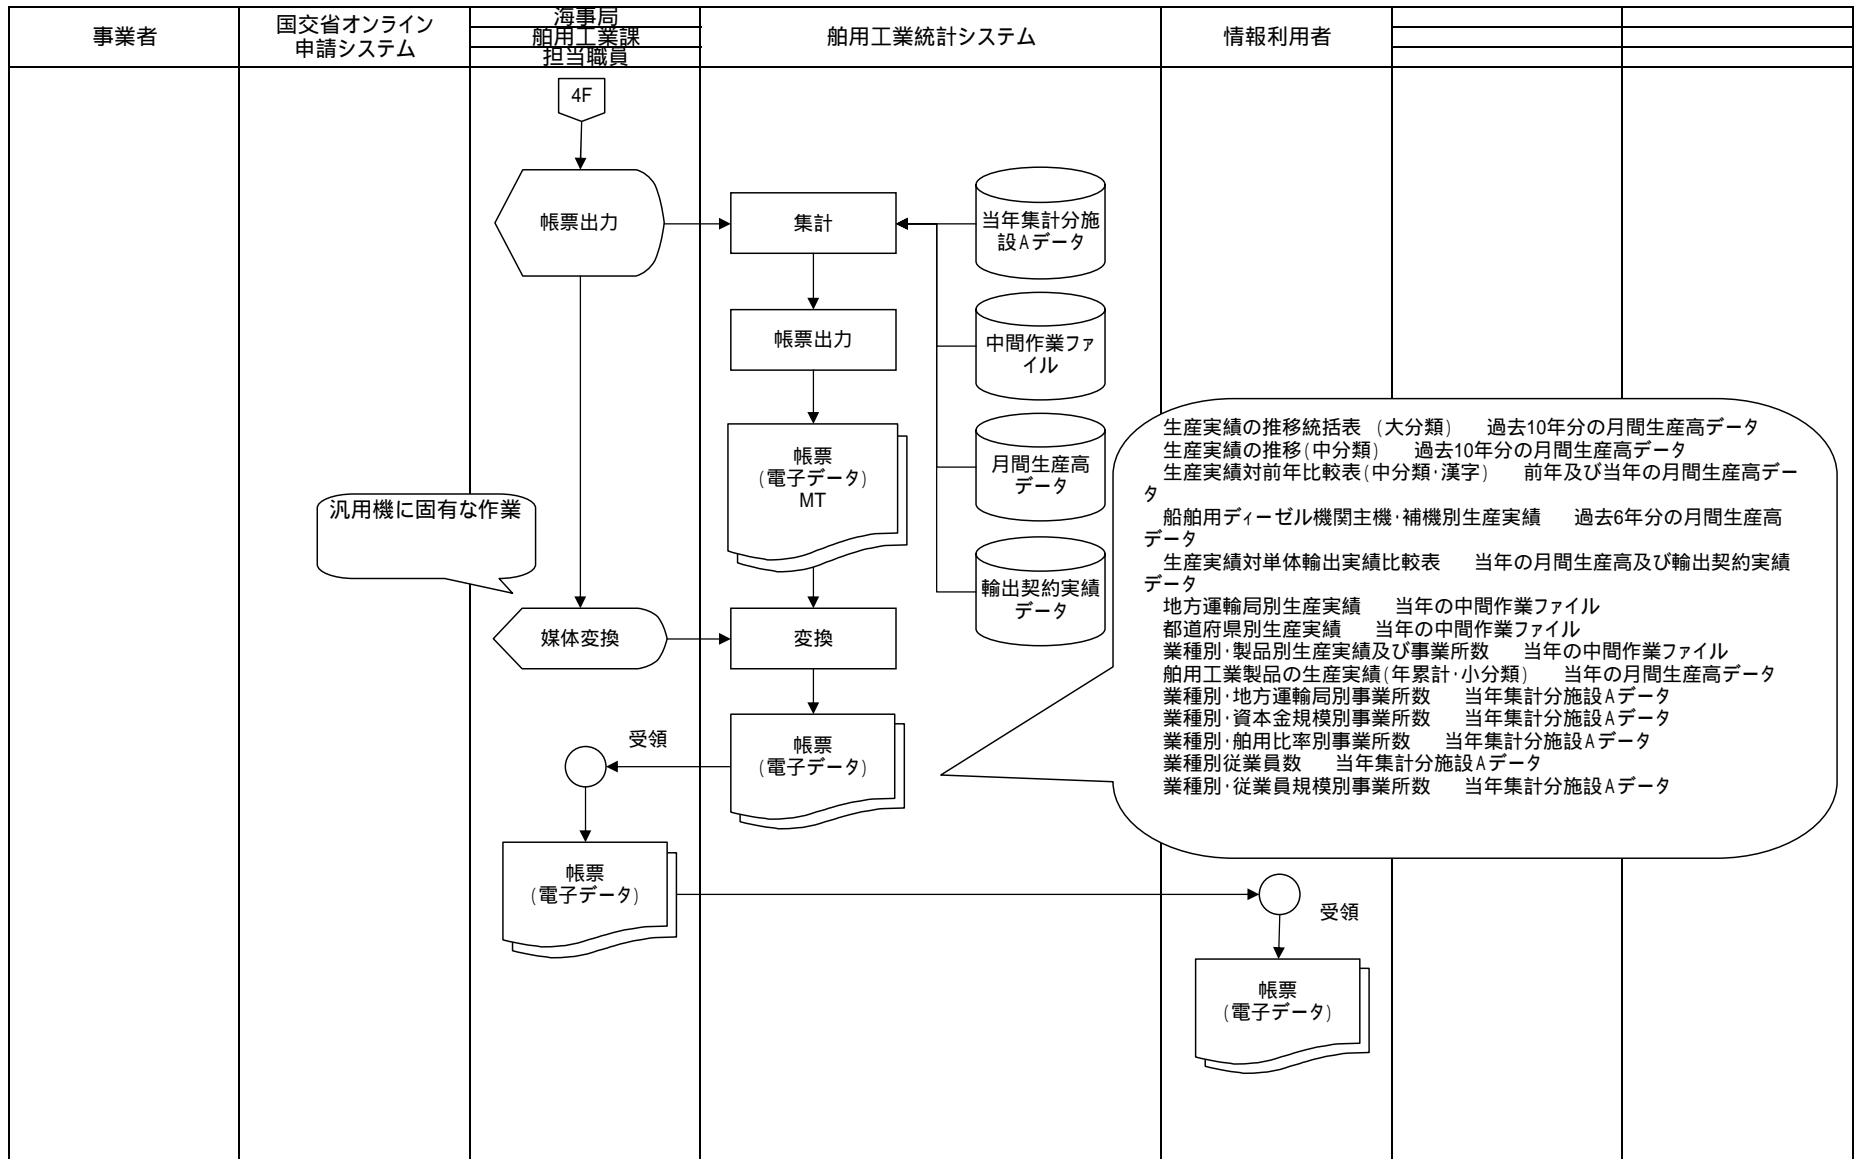 事業者
国交省オンライン
申請システム
海事局
舶用工業課
担当職員
舶用工業統計システム
情報利用者
4F
帳票出力
集計
当年集計分施
設Aデータ
帳票出力
中間作業ファ
イル
帳票
(電子データ)
MT
月間生産高
データ
汎用機に固有な作業
輸出契約実績
データ
媒体変換
変換
生産実績の推移統括表 (大分類)　過去10年分の月間生産高データ
生産実績の推移(中分類)　過去10年分の月間生産高データ
生産実績対前年比較表(中分類・漢字)　前年及び当年の月間生産高デー
タ
船舶用ディーゼル機関主機・補機別生産実績　過去6年分の月間生産高
データ
生産実績対単体輸出実績比較表　当年の月間生産高及び輸出契約実績
データ
地方運輸局別生産実績　当年の中間作業ファイル
都道府県別生産実績　当年の中間作業ファイル
業種別・製品別生産実績及び事業所数　当年の中間作業ファイル
舶用工業製品の生産実績(年累計・小分類)　当年の月間生産高データ
業種別・地方運輸局別事業所数　当年集計分施設Aデータ
業種別・資本金規模別事業所数　当年集計分施設Aデータ
業種別・舶用比率別事業所数　当年集計分施設Aデータ
業種別従業員数　当年集計分施設Aデータ
業種別・従業員規模別事業所数　当年集計分施設Aデータ
受領
帳票
(電子データ)
帳票
(電子データ)
受領
帳票
(電子データ)